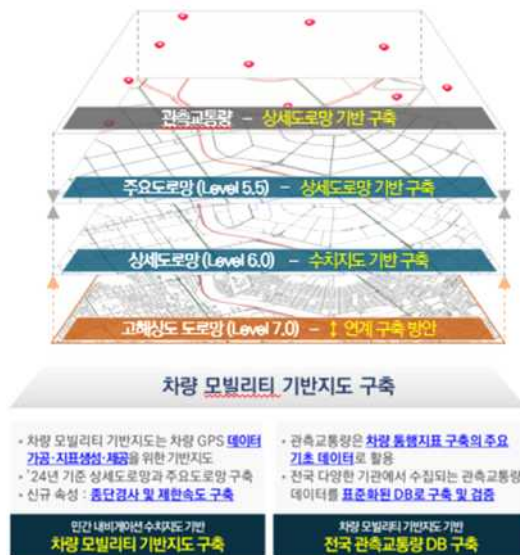 관측교통량 – 상세도로망 기반 구축
주요도로망 (Level 5.5) – 상세도로망 기반 구축
상세도로망 (Level 6.0) – 수치지도 기반 구축
고해상도 도로망 (Level 7.0) – ↕ 연계 구축 방안
차량 모빌리티 기반지도 구축
• 차량 모빌리티 기반지도는 차량 GPS 데이터
가공·지표생성·제공을 위한 기반지도
• '24년 기준 상세도로망과 주요도로망 구축
• 신규 속성 : 종단경사 및 제한속도 구축
민간 내비게이션 수치지도 기반
차량 모빌리티 기반지도 구축
• 관측교통량은 차량 통행지표 구축의 주요
기초 데이터로 활용
• 전국 다양한 기관에서 수집되는 관측교통량
데이터를 표준화된 DB로 구축 및 검증
차량 모빌리티 기반지도 기반
전국 관측교통량 DB 구축